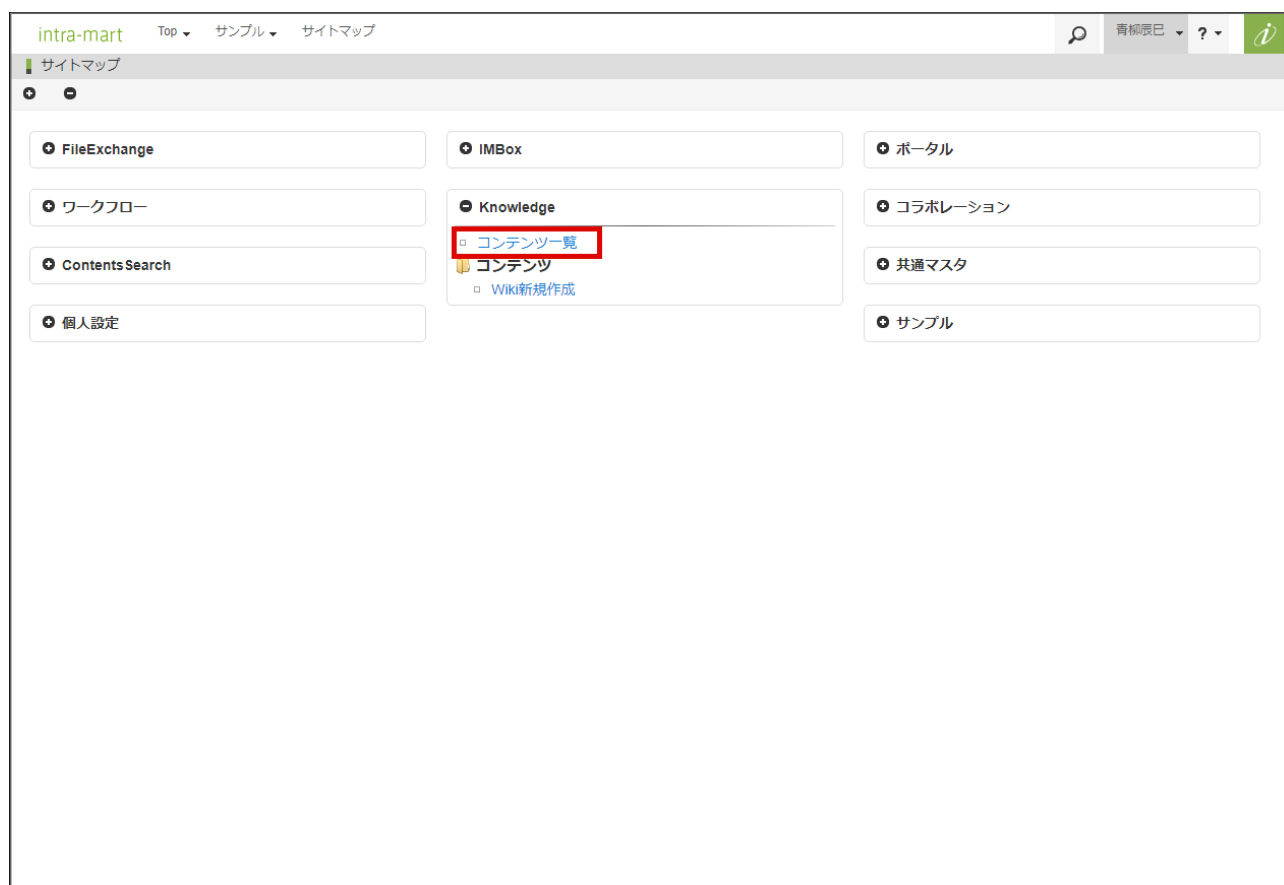 intra-mart Top サンプル サイトマップ 青柳辰巳 ?
サイトマップ
FileExchange
IMBox
ポータル
ワークフロー
Knowledge
コラボレーション
コンテンツ一覧
コンテンツ
Wiki新規作成
ContentsSearch
共通マスタ
個人設定
サンプル